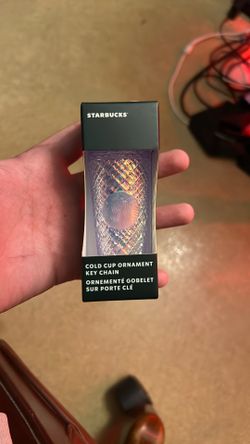 STARBUCKS®
COLD CUP ORNAMENT
KEY CHAIN
ORNEMENTÉ GOBELET
SUR PORTE CLÉ